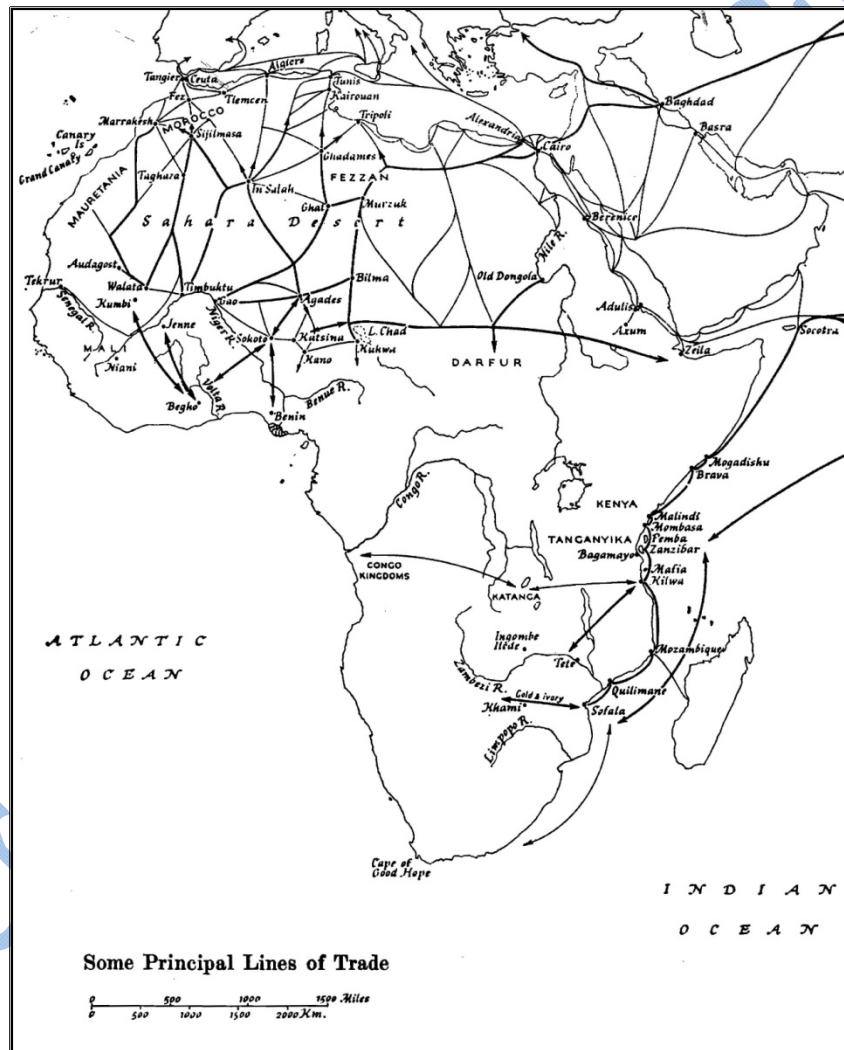 Tangier
Ceuta
Algiers
Tunis
Kairouan
Fez
Tlemcen
Tripoli
Marrakesh
MOROCCO
Sijilmasa
Alexandria
Cairo
Baghdad
Basra
Canary
Is
Grand Canary
Ghadames
MAURETANIA
Taghaza
In Salah
FEZZAN
Ghat
Murzuk
Sahara Desert
Berenice
Nile R.
Audagost
Tekrur
Walata
Timbuktu
Bilma
Old Dongola
Kumbi
Gao
Agades
Senegal R.
Niger R.
Adulis
Axum
Socotra
Jenne
Sokoto
Katsina
L. Chad
Zeila
MALI
Kano
Kukwa
DARFUR
Niani
Volta R.
Begho
Benue R.
Benin
Congo R.
Mogadishu
Brava
KENYA
Malindi
Mombasa
TANGANYIKA
Pemba
Zanzibar
Bagamayo
CONGO
KINGDOMS
Mafia
Kilwa
KATANGA
ATLANTIC
OCEAN
Ingombe
Ilède
Tete
Mozambique
Zambezi R.
Quilimane
Gold & ivory
Khami
Sofala
Limpopo R.
Cape of
Good Hope
INDIAN
OCEAN
Some Principal Lines of Trade
0 500 1000 1500 Miles
0 500 1000 1500 2000 Km.